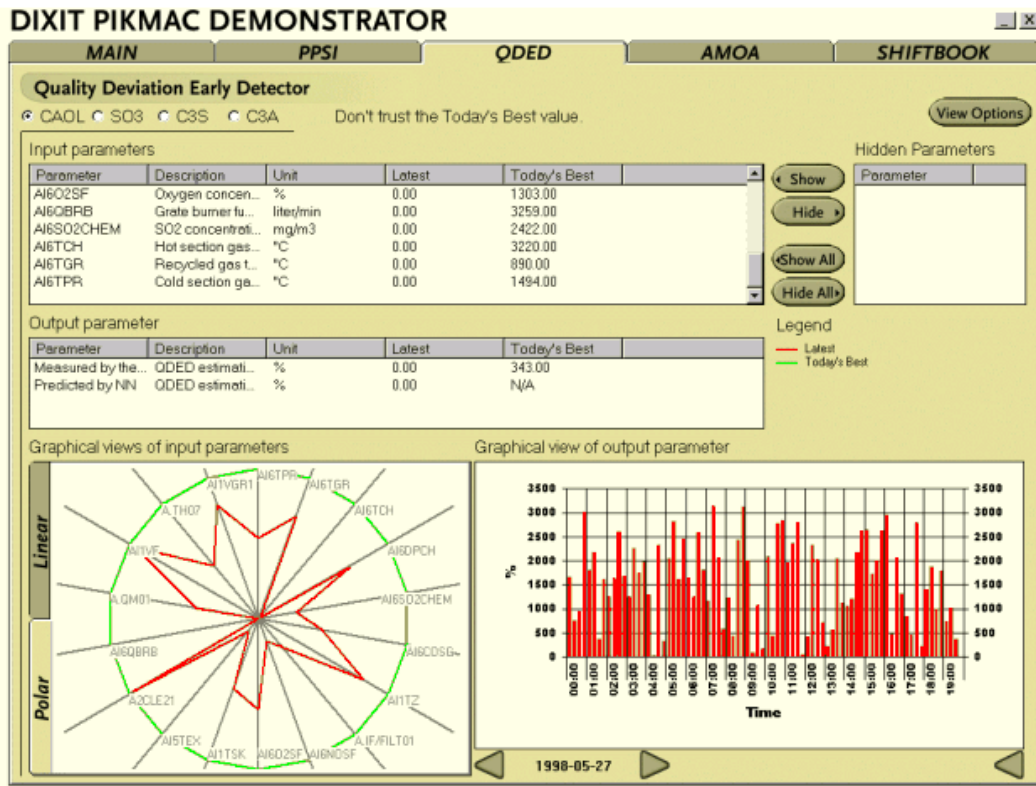 DIXIT PIKMAC DEMONSTRATOR
MAIN PPSI QDED AMOA SHIFTBOOK
Quality Deviation Early Detector
CAOL SO3 C3S C3A Don't trust the Today's Best value. View Options
Input parameters Hidden Parameters
Parameter Description Unit Latest Today's Best Parameter
AI6O2SF Oxygen concen... % 0.00 1303.00
AI6QBRB Grate burner fu... liter/min 0.00 3259.00
AI6SO2CHEM SO2 concentrati... mg/m3 0.00 2422.00
AI6TCH Hot section gas... °C 0.00 3220.00
AI6TGR Recycled gas t... °C 0.00 890.00
AI6TPR Cold section ga... °C 0.00 1494.00
Show
Hide
Show All
Hide All
Output parameter Legend
Parameter Description Unit Latest Today's Best
Measured by the... QDED estimati... % 0.00 343.00
Predicted by NN QDED estimati... % 0.00 N/A
Latest
Today's Best
Graphical views of input parameters Graphical view of output parameter
Linear
Polar
AI6TPR
AI6TGR
AI6TCH
AI6DPCH
AI6SO2CHEM
AI6COSG
AI1TZ
A.IF/FILT01
AI6NOSF
AI6O2SF
AI1TSK
AI5TEX
A2CLE21
AI6QBRB
A.QM01
AI1VF
A.TH07
AI1VGR1
3500 3500
3000 3000
2500 2500
2000 2000
1500 1500
1000 1000
500 500
0 0
%
00:00 01:00 02:00 03:00 04:00 05:00 06:00 07:00 08:00 09:00 10:00 11:00 12:00 13:00 14:00 15:00 16:00 17:00 18:00 19:00
Time
1998-05-27